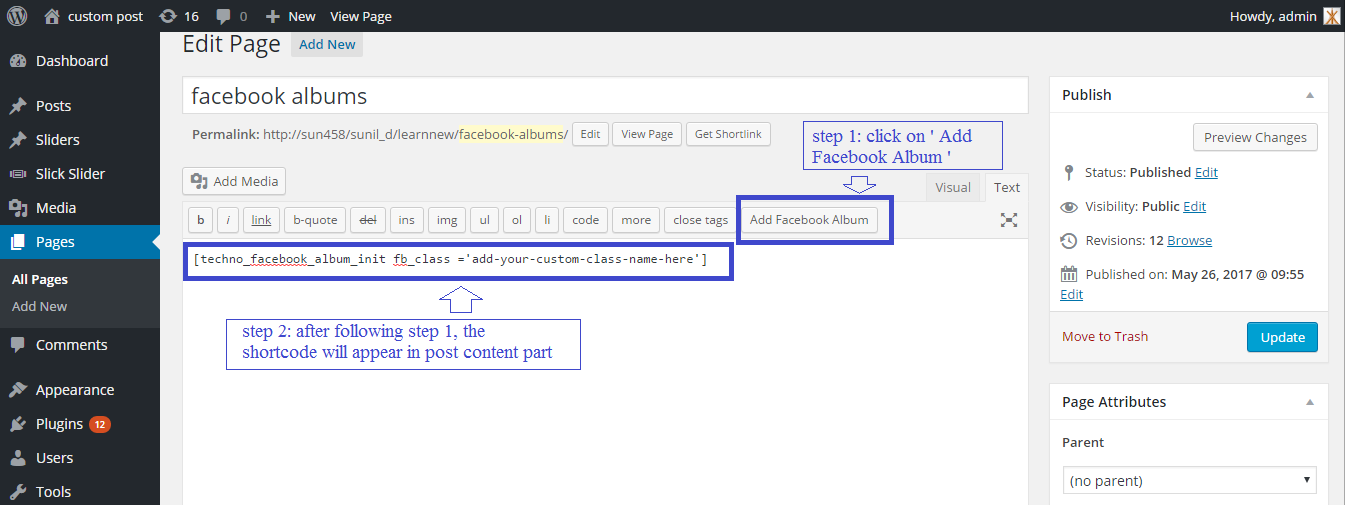 custom post 16 0 New View Page Howdy, admin
Dashboard
Posts
Sliders
Slick Slider
Media
Pages
All Pages
Add New
Comments
Appearance
Plugins 12
Users
Tools
Edit Page Add New
facebook albums
Permalink: http://sun458/sunil_d/learnnew/facebook-albums/ Edit View Page Get Shortlink
step 1: click on ' Add
Facebook Album '
Add Media
Visual Text
b i link b-quote del ins img ul ol li code more close tags Add Facebook Album
[techno_facebook_album_init fb_class ='add-your-custom-class-name-here']
step 2: after following step 1, the
shortcode will appear in post content part
Publish
Preview Changes
Status: Published Edit
Visibility: Public Edit
Revisions: 12 Browse
Published on: May 26, 2017 @ 09:55
Edit
Move to Trash Update
Page Attributes
Parent
(no parent)